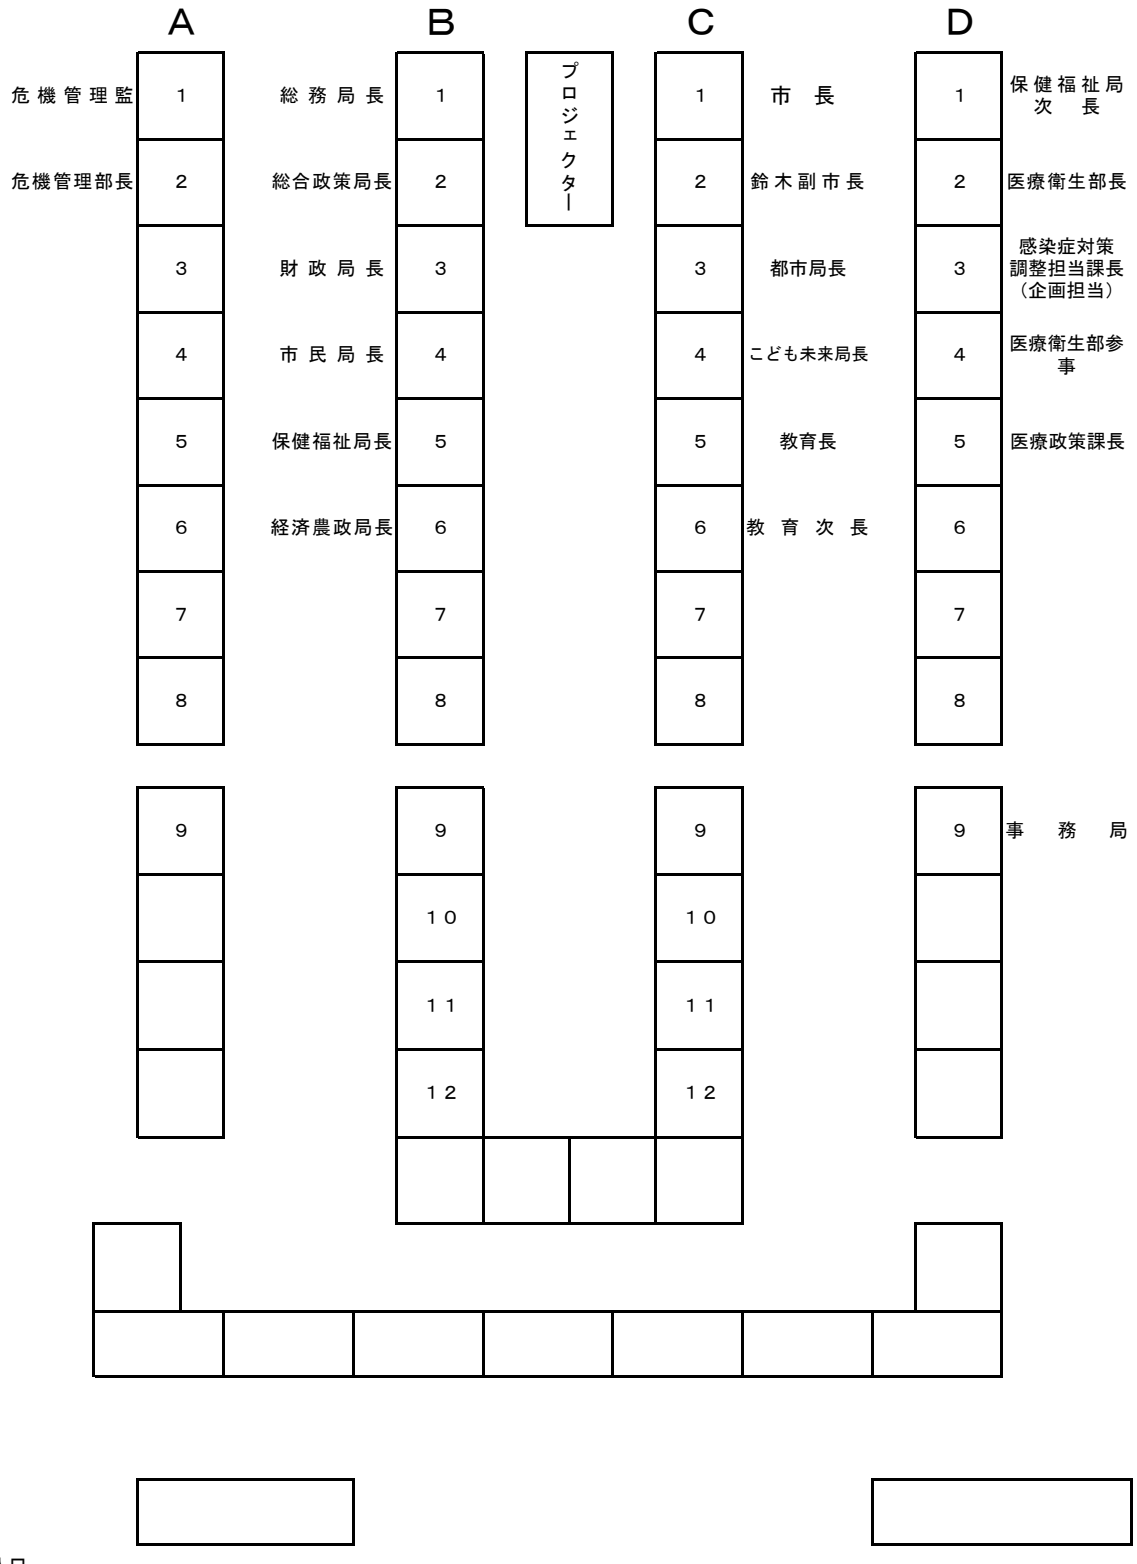 A B C D
危機管理監 1 総務局長 1 プロジェクター 1 市 長 1 保健福祉局
次 長
危機管理部長 2 総合政策局長 2 2 鈴木副市長 2 医療衛生部長
3 財政局長 3 3 都市局長 3 感染症対策
調整担当課長
（企画担当）
4 市民局長 4 4 こども未来局長 4 医療衛生部参
事
5 保健福祉局長 5 5 教育長 5 医療政策課長
6 経済農政局長 6 6 教育次長 6
7 7 7 7
8 8 8 8
9 9 9 9 事務局
10 10
11 11
12 12